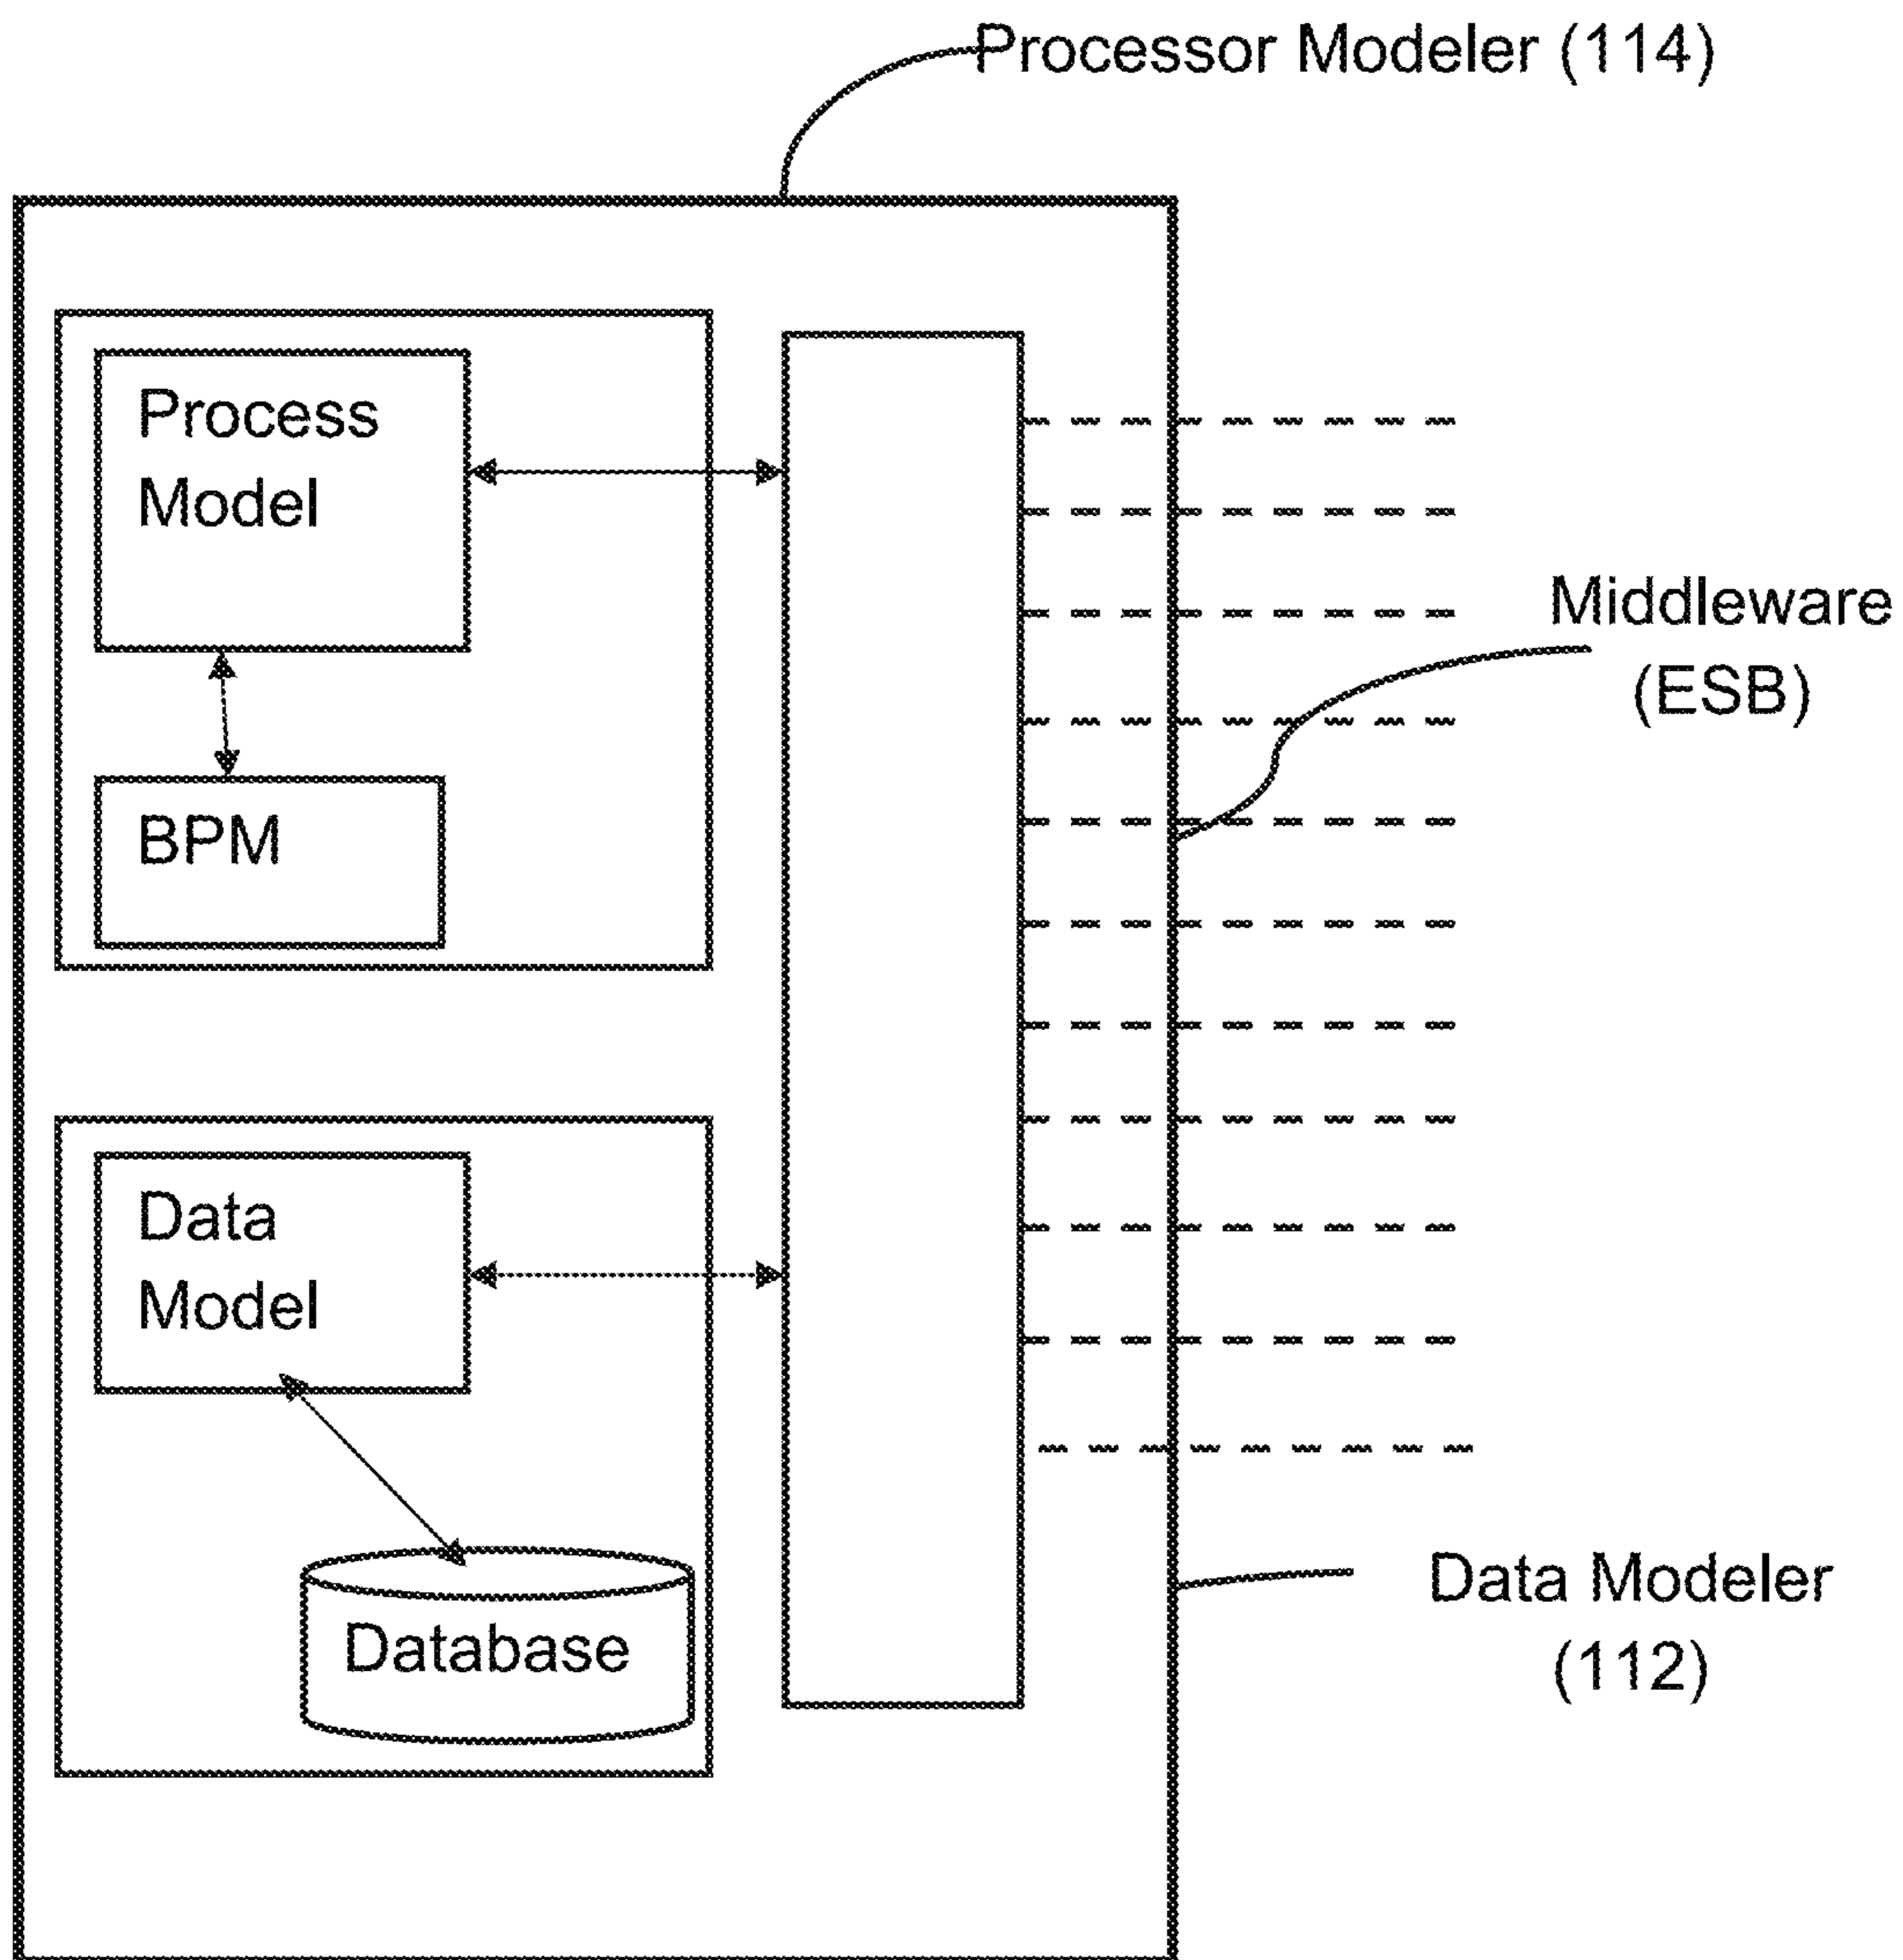 Processor Modeler (114)
Process
Model
BPM
Middleware
(ESB)
Data
Model
Database
Data Modeler
(112)